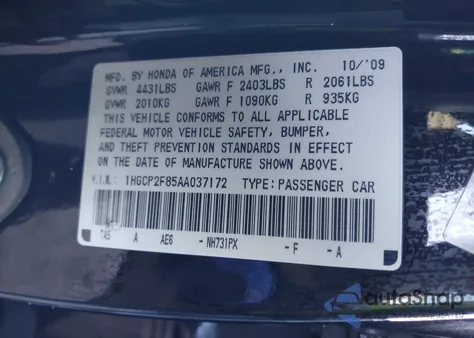 MFD. BY HONDA OF AMERICA MFG., INC. 10/'09
GVWR 4431LBS GAWR F 2403LBS R 2061LBS
GVWR 2010KG GAWR F 1090KG R 935KG
THIS VEHICLE CONFORMS TO ALL APPLICABLE
FEDERAL MOTOR VEHICLE SAFETY, BUMPER,
AND THEFT PREVENTION STANDARDS IN EFFECT
ON THE DATE OF MANUFACTURE SHOWN ABOVE.
V.I.N.: 1HGCP2F85AA037172 TYPE:PASSENGER CAR
TA5 A AE6 -NH731PX -F -A
autoSnap